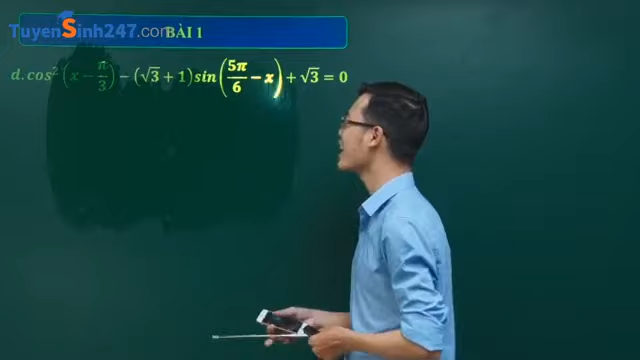 TuyenSinh247.com
BÀI 1
d. cos² (x − π/3) − (√3 + 1) sin (5π/6 − x) + √3 = 0